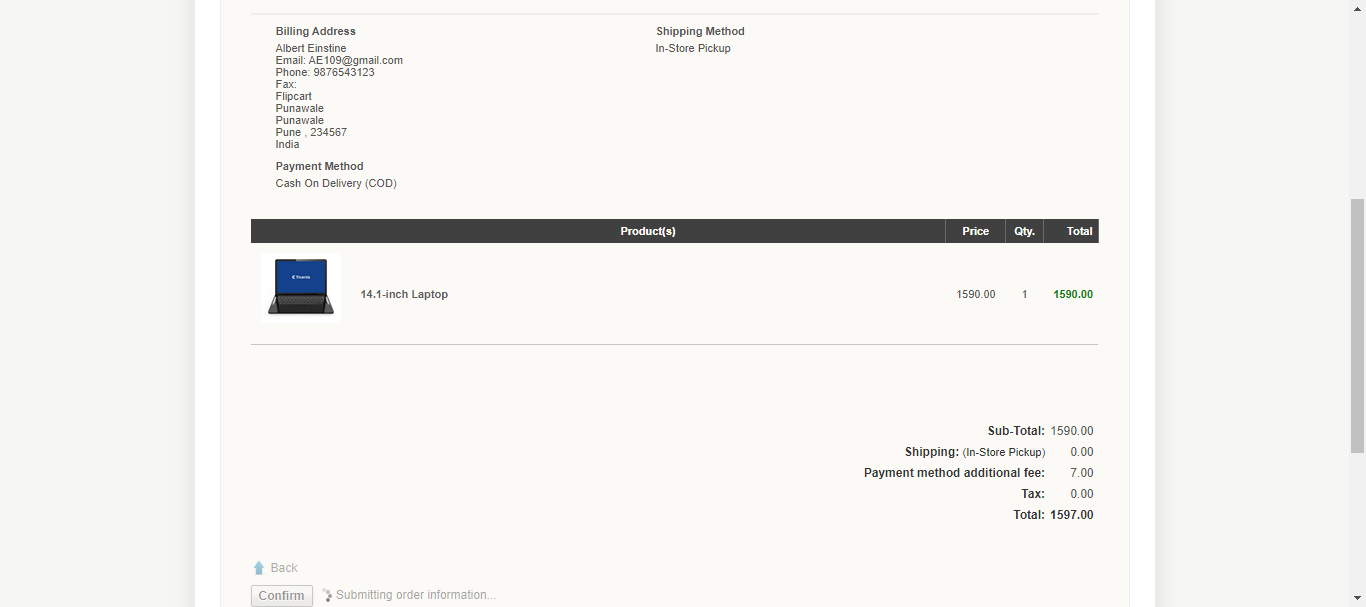 Billing Address
Shipping Method
Albert Einstine
In-Store Pickup
Email: AE109@gmail.com
Phone: 9876543123
Fax:
Flipcart
Punawale
Punawale
Pune , 234567
India
Payment Method
Cash On Delivery (COD)
Product(s) Price Qty. Total
Tricentis
14.1-inch Laptop 1590.00 1 1590.00
Sub-Total: 1590.00
Shipping: (In-Store Pickup) 0.00
Payment method additional fee: 7.00
Tax: 0.00
Total: 1597.00
Back
Confirm Submitting order information...